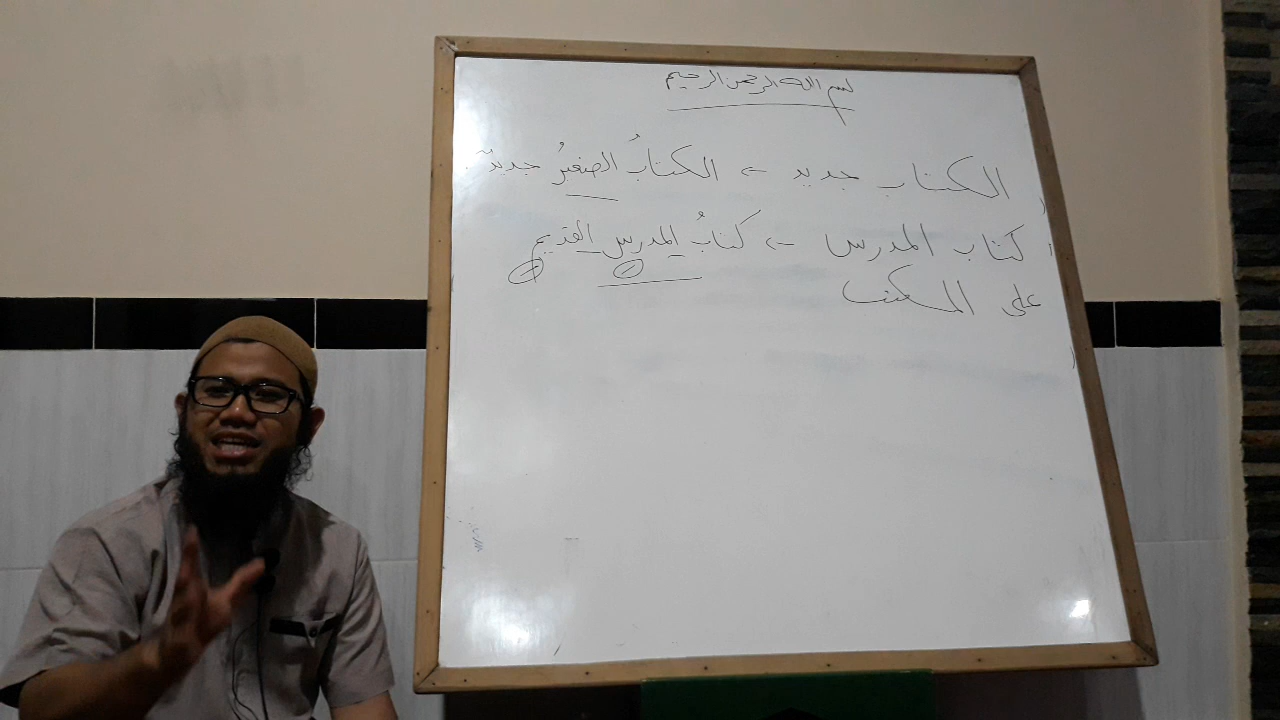 بسم الله الرحمن الرحيم
الكتاب جديد ← الكتابُ الصغيرُ جديدٌ
كتاب المدرس ← كتابُ المدرسِ القديم
على المكتب